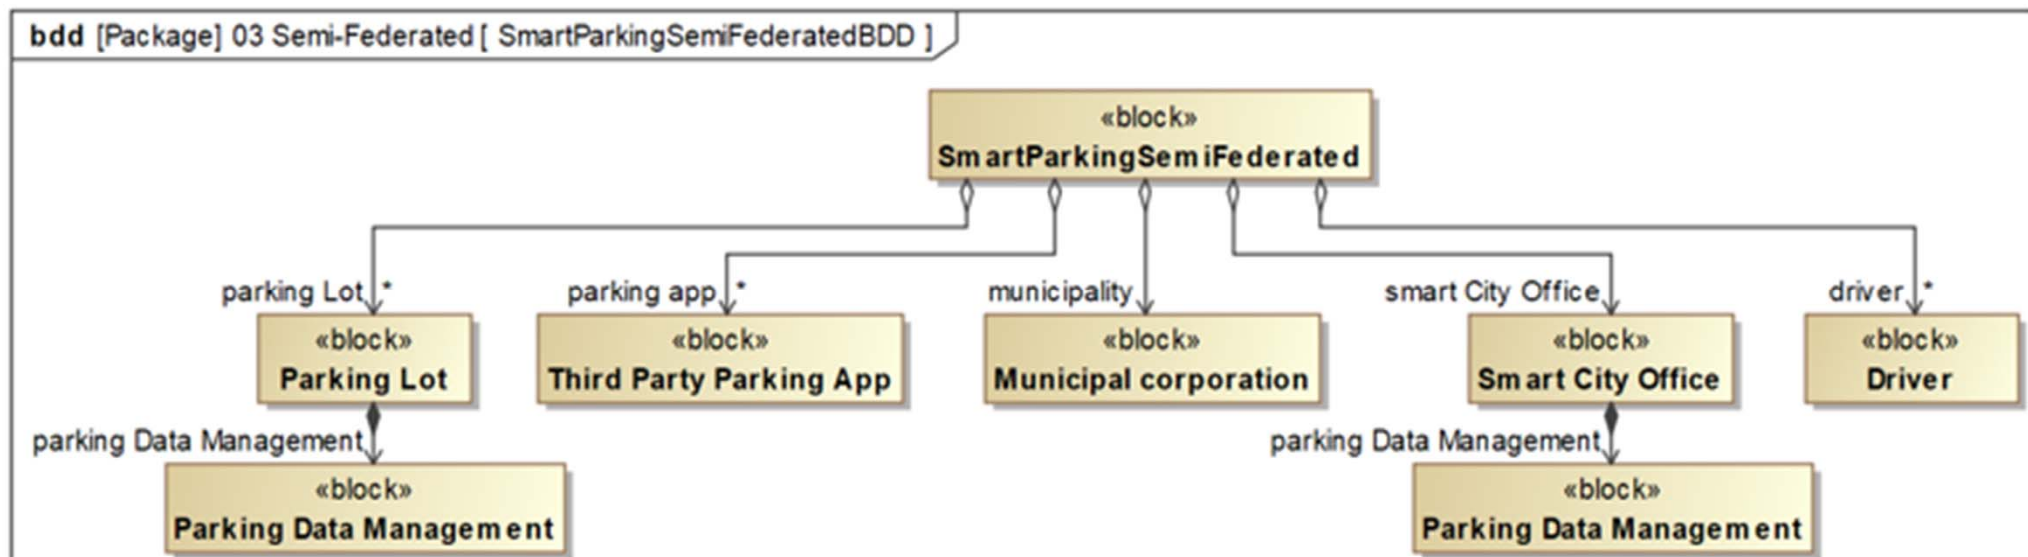 bdd [Package] 03 Semi-Federated [ SmartParkingSemiFederatedBDD ]
«block»
SmartParkingSemiFederated
parking Lot *
parking app *
municipality
smart City Office
driver *
«block»
Parking Lot
«block»
Third Party Parking App
«block»
Municipal corporation
«block»
Smart City Office
«block»
Driver
parking Data Management
parking Data Management
«block»
Parking Data Management
«block»
Parking Data Management